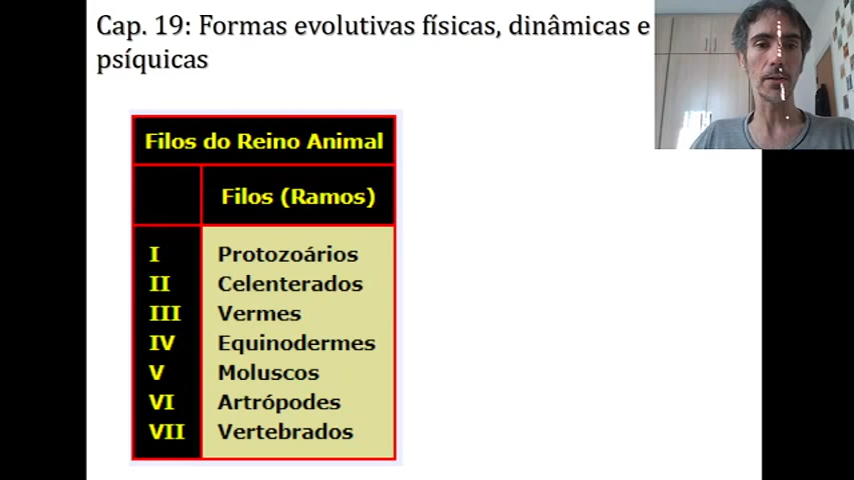 Cap. 19: Formas evolutivas físicas, dinâmicas e
psíquicas
Filos do Reino Animal
Filos (Ramos)
I Protozoários
II Celenterados
III Vermes
IV Equinodermes
V Moluscos
VI Artrópodes
VII Vertebrados